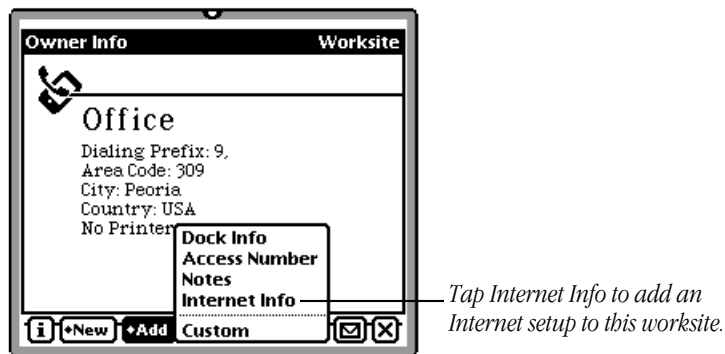 Owner Info Worksite
Office
Dialing Prefix: 9,
Area Code: 309
City: Peoria
Country: USA
No Printer
Dock Info
Access Number
Notes
Internet Info
Custom
i New Add
Tap Internet Info to add an
Internet setup to this worksite.